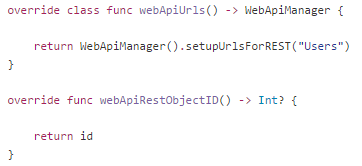 override class func webApiUrls() -> WebApiManager {
return WebApiManager().setupUrlsForREST("Users")
}
override func webApiRestObjectID() -> Int? {
return id
}